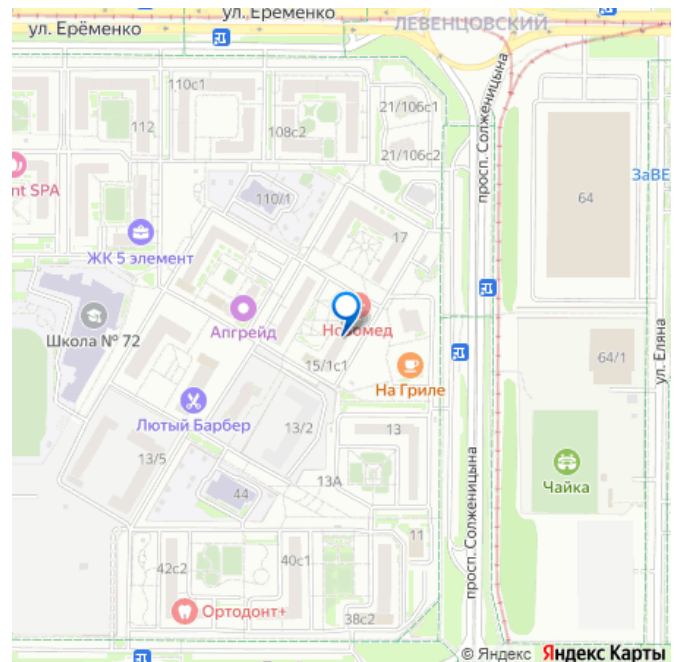 ул. Ерёменко
ул. Ерёменко
ЛЕВЕНЦОВСКИЙ
110с1
112
108с2
21/106с1
21/106с2
просп. Солженицына
64
ЗаВЕ
nt SPA
110/1
17
ЖК 5 элемент
Школа № 72
Апгрейд
Новомед
15/1с1
На Гриле
64/1
ул. Еляна
Лютый Барбер
13/2
13
13/5
13А
44
Чайка
просп. Солженицына
11
42с2
40с1
Ортодонт+
38с2
© Яндекс Яндекс Карты